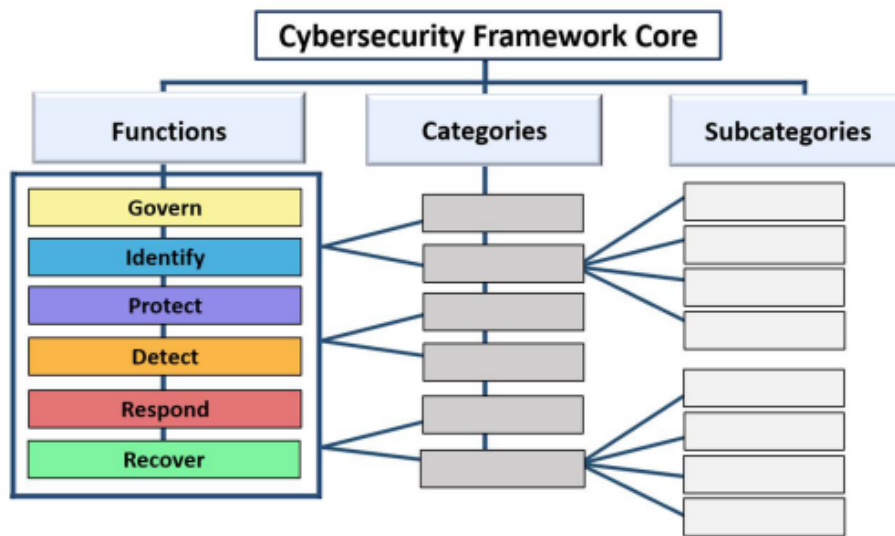 Cybersecurity Framework Core
Functions
Categories
Subcategories
Govern
Identify
Protect
Detect
Respond
Recover